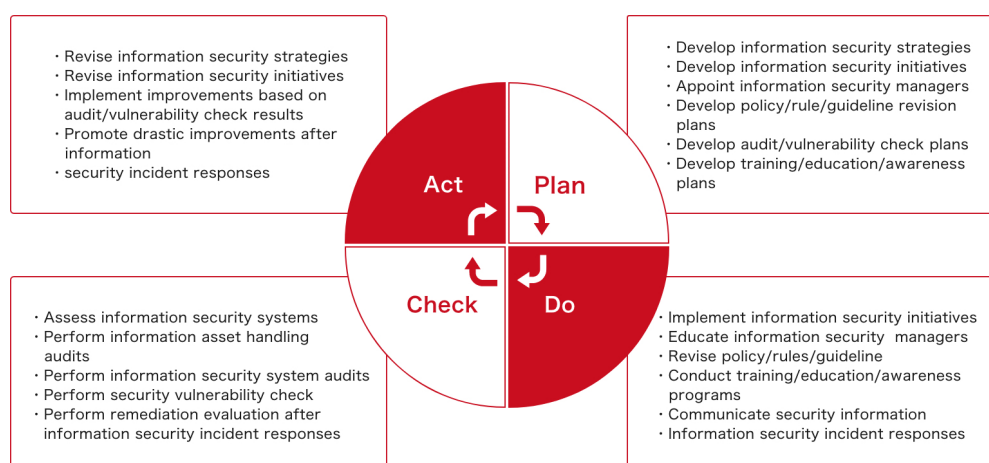 ・Revise information security strategies
・Revise information security initiatives
・Implement improvements based on
audit/vulnerability check results
・Promote drastic improvements after
information
・security incident responses
・Develop information security strategies
・Develop information security initiatives
・Appoint information security managers
・Develop policy/rule/guideline revision
plans
・Develop audit/vulnerability check plans
・Develop training/education/awareness
plans
Act
Plan
Check
Do
・Assess information security systems
・Perform information asset handling
audits
・Perform information security system audits
・Perform security vulnerability check
・Perform remediation evaluation after
information security incident responses
・Implement information security initiatives
・Educate information security managers
・Revise policy/rules/guideline
・Conduct training/education/awareness
programs
・Communicate security information
・Information security incident responses